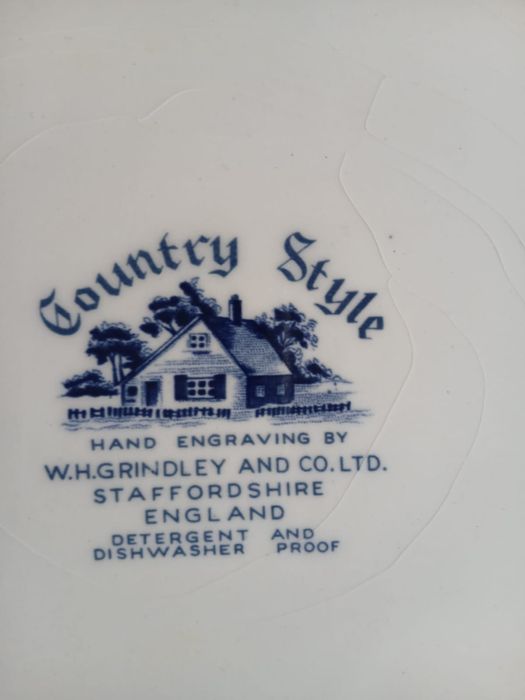 Country Style
HAND ENGRAVING BY
W.H.GRINDLEY AND CO.LTD.
STAFFORDSHIRE
ENGLAND
DETERGENT AND
DISHWASHER PROOF